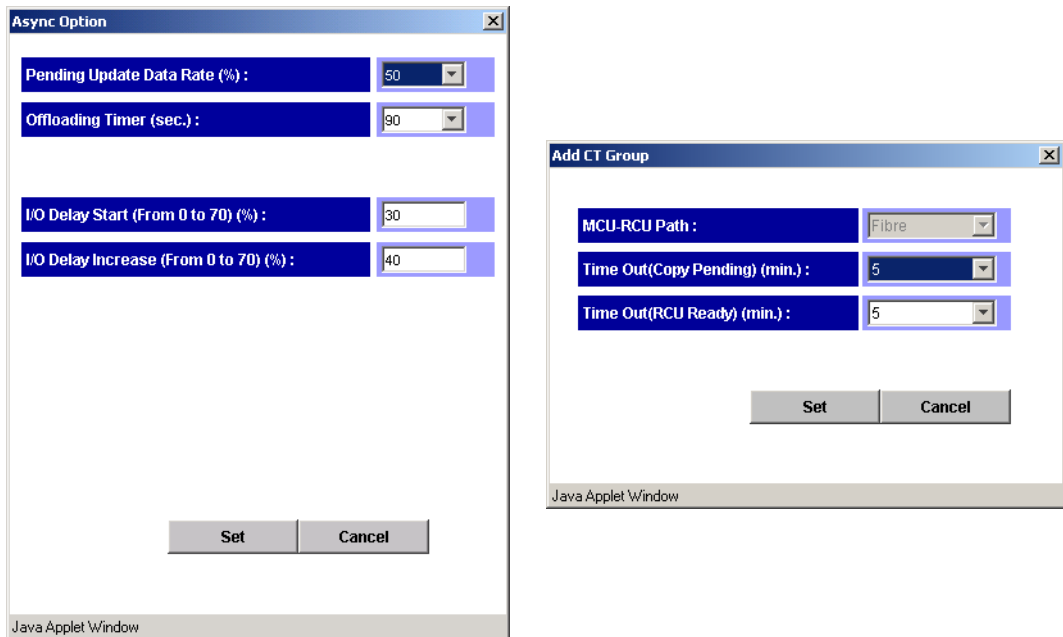 Async Option
Pending Update Data Rate (%) : 50
Offloading Timer (sec.) : 90
I/O Delay Start (From 0 to 70) (%) : 30
I/O Delay Increase (From 0 to 70) (%) : 40
Set Cancel
Java Applet Window
Add CT Group
MCU-RCU Path : Fibre
Time Out(Copy Pending) (min.) : 5
Time Out(RCU Ready) (min.) : 5
Set Cancel
Java Applet Window